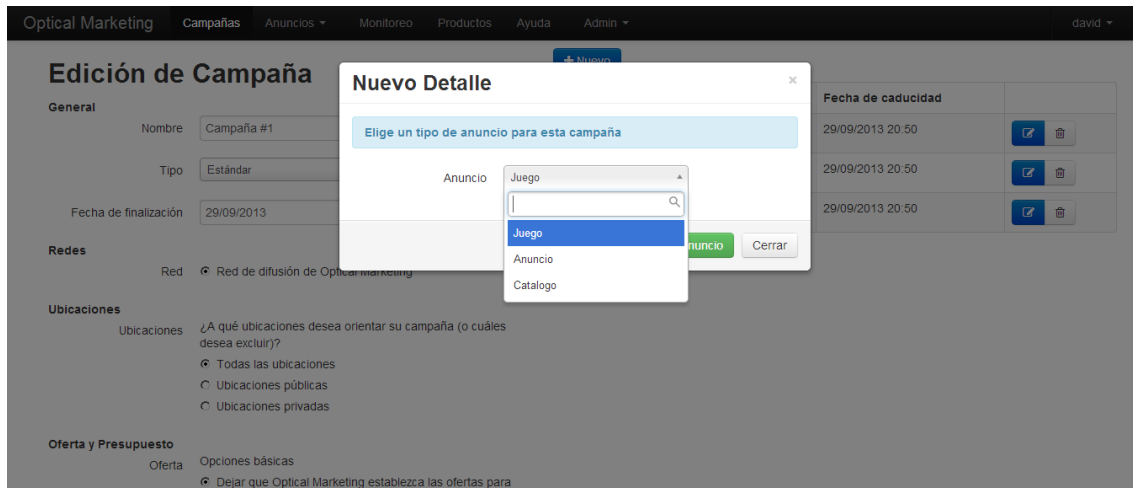 Optical Marketing Campañas Anuncios Monitoreo Productos Ayuda Admin david
Nuevo
Edición de Campaña
Nuevo Detalle
×
Fecha de caducidad
General
Nombre Campaña #1
Elige un tipo de anuncio para esta campaña
29/09/2013 20:50
Tipo Estándar
Anuncio Juego
29/09/2013 20:50
Fecha de finalización 29/09/2013
29/09/2013 20:50
Juego
Anuncio
Catalogo
nuncio Cerrar
Redes
Red Red de difusión de Optical Marketing
Ubicaciones
Ubicaciones ¿A qué ubicaciones desea orientar su campaña (o cuáles
desea excluir)?
Todas las ubicaciones
Ubicaciones públicas
Ubicaciones privadas
Oferta y Presupuesto
Oferta Opciones básicas
Dejar que Optical Marketing establezca las ofertas para